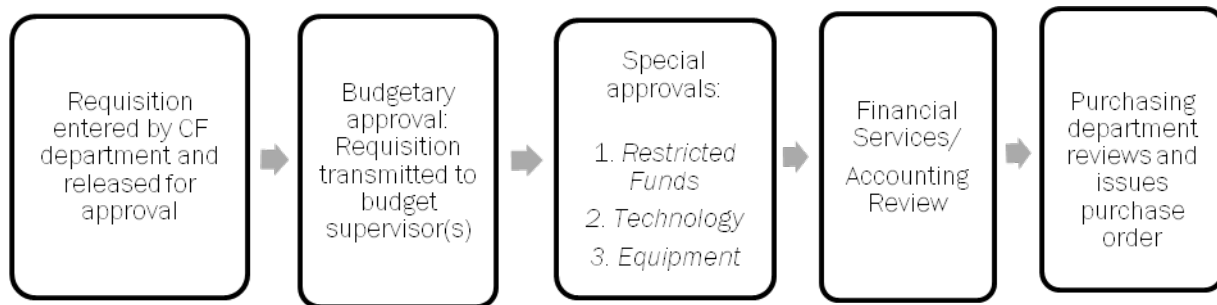 Requisition
entered by CF
department and
released for
approval
Budgetary
approval:
Requisition
transmitted to
budget
supervisor(s)
Special
approvals:
1. Restricted
Funds
2. Technology
3. Equipment
Financial
Services/
Accounting
Review
Purchasing
department
reviews and
issues
purchase
order